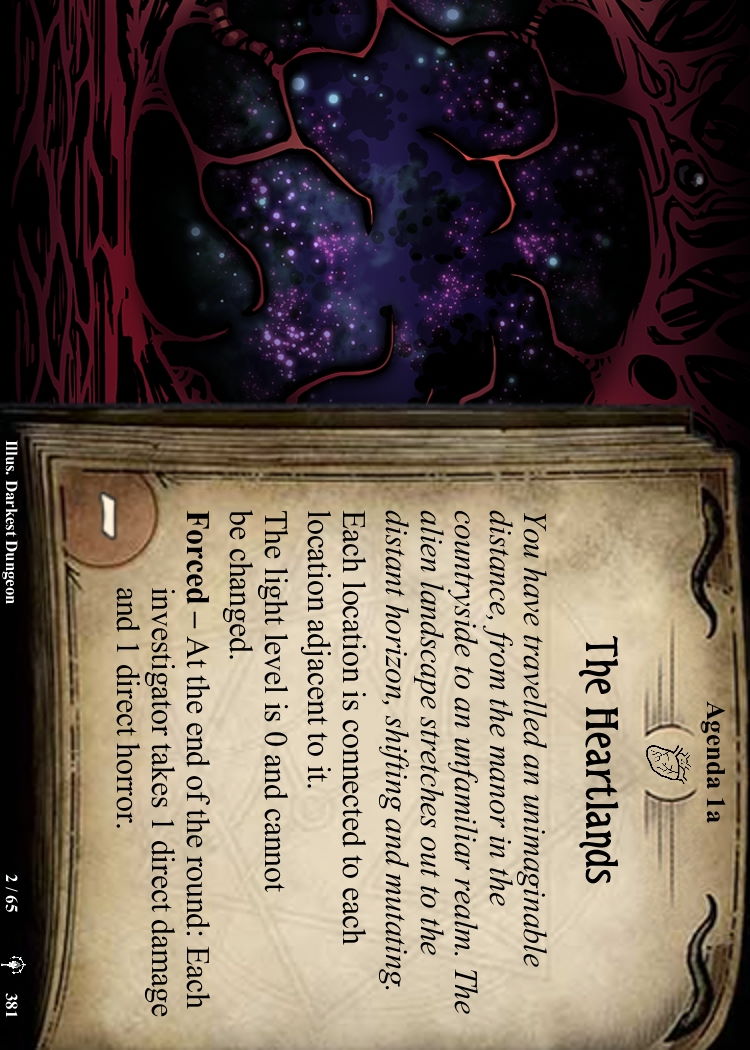 Agenda 1a
The Heartlands
You have travelled an unimaginable
distance, from the manor in the
countryside to an unfamiliar realm. The
alien landscape stretches out to the
distant horizon, shifting and mutating.
Each location is connected to each
location adjacent to it.
The light level is 0 and cannot
be changed.
Forced – At the end of the round: Each
investigator takes 1 direct damage
and 1 direct horror.
–
Illus. Darkest Dungeon
2 / 65
381